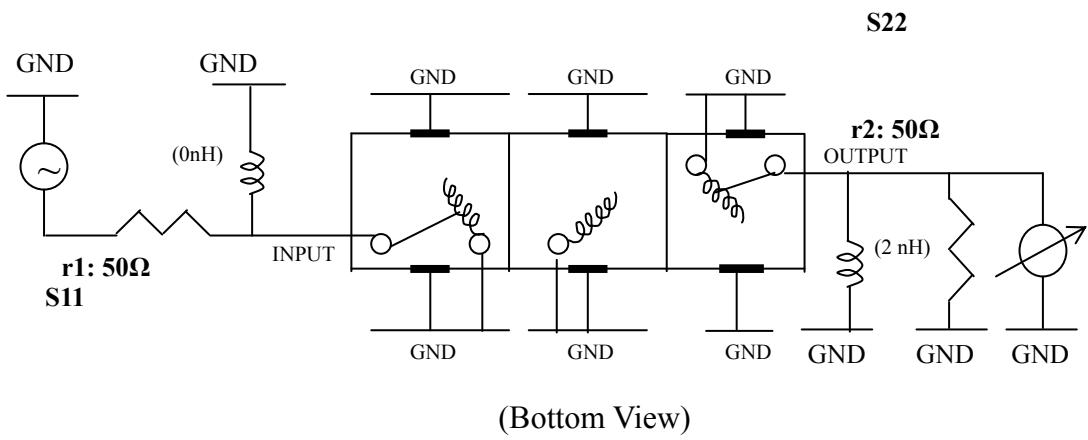 S22
GND
GND
GND
GND
GND
r2: 50Ω
OUTPUT
(0nH)
INPUT
(2 nH)
r1: 50Ω
S11
GND
GND
GND
GND
GND
GND
(Bottom View)